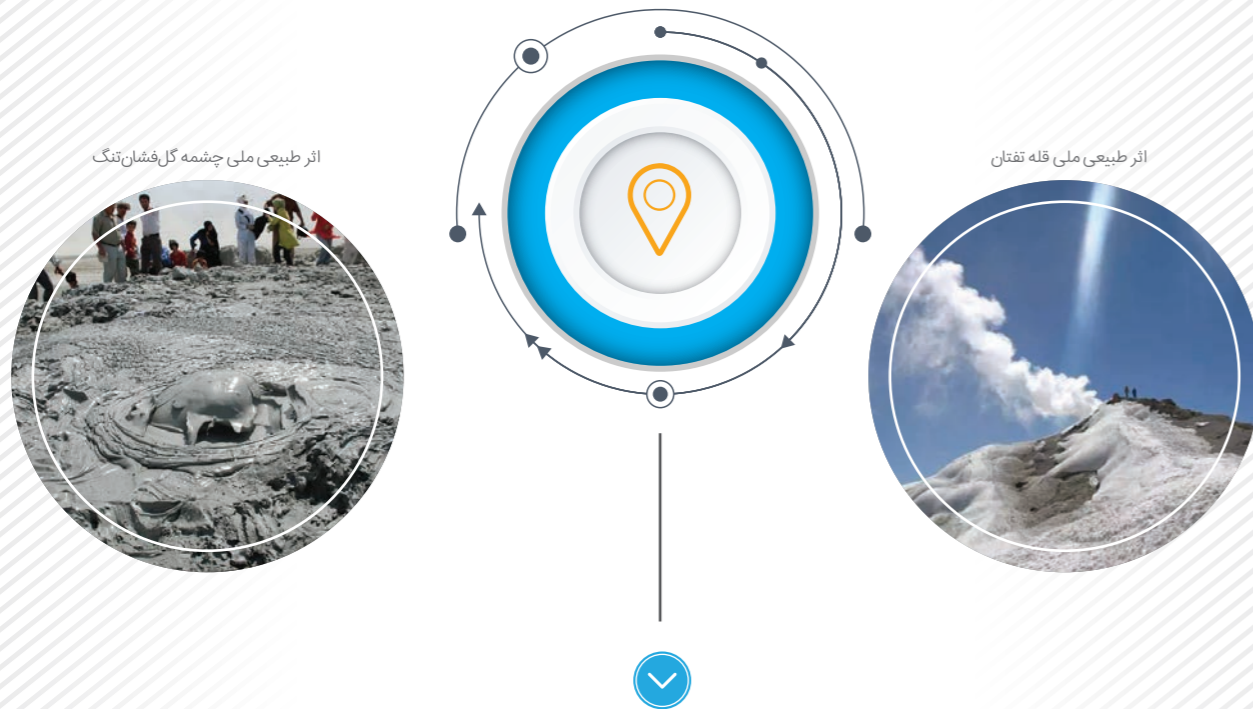 اثر طبیعی ملی قله تفتان
اثر طبیعی ملی چشمه گل‌فشان‌تنگ